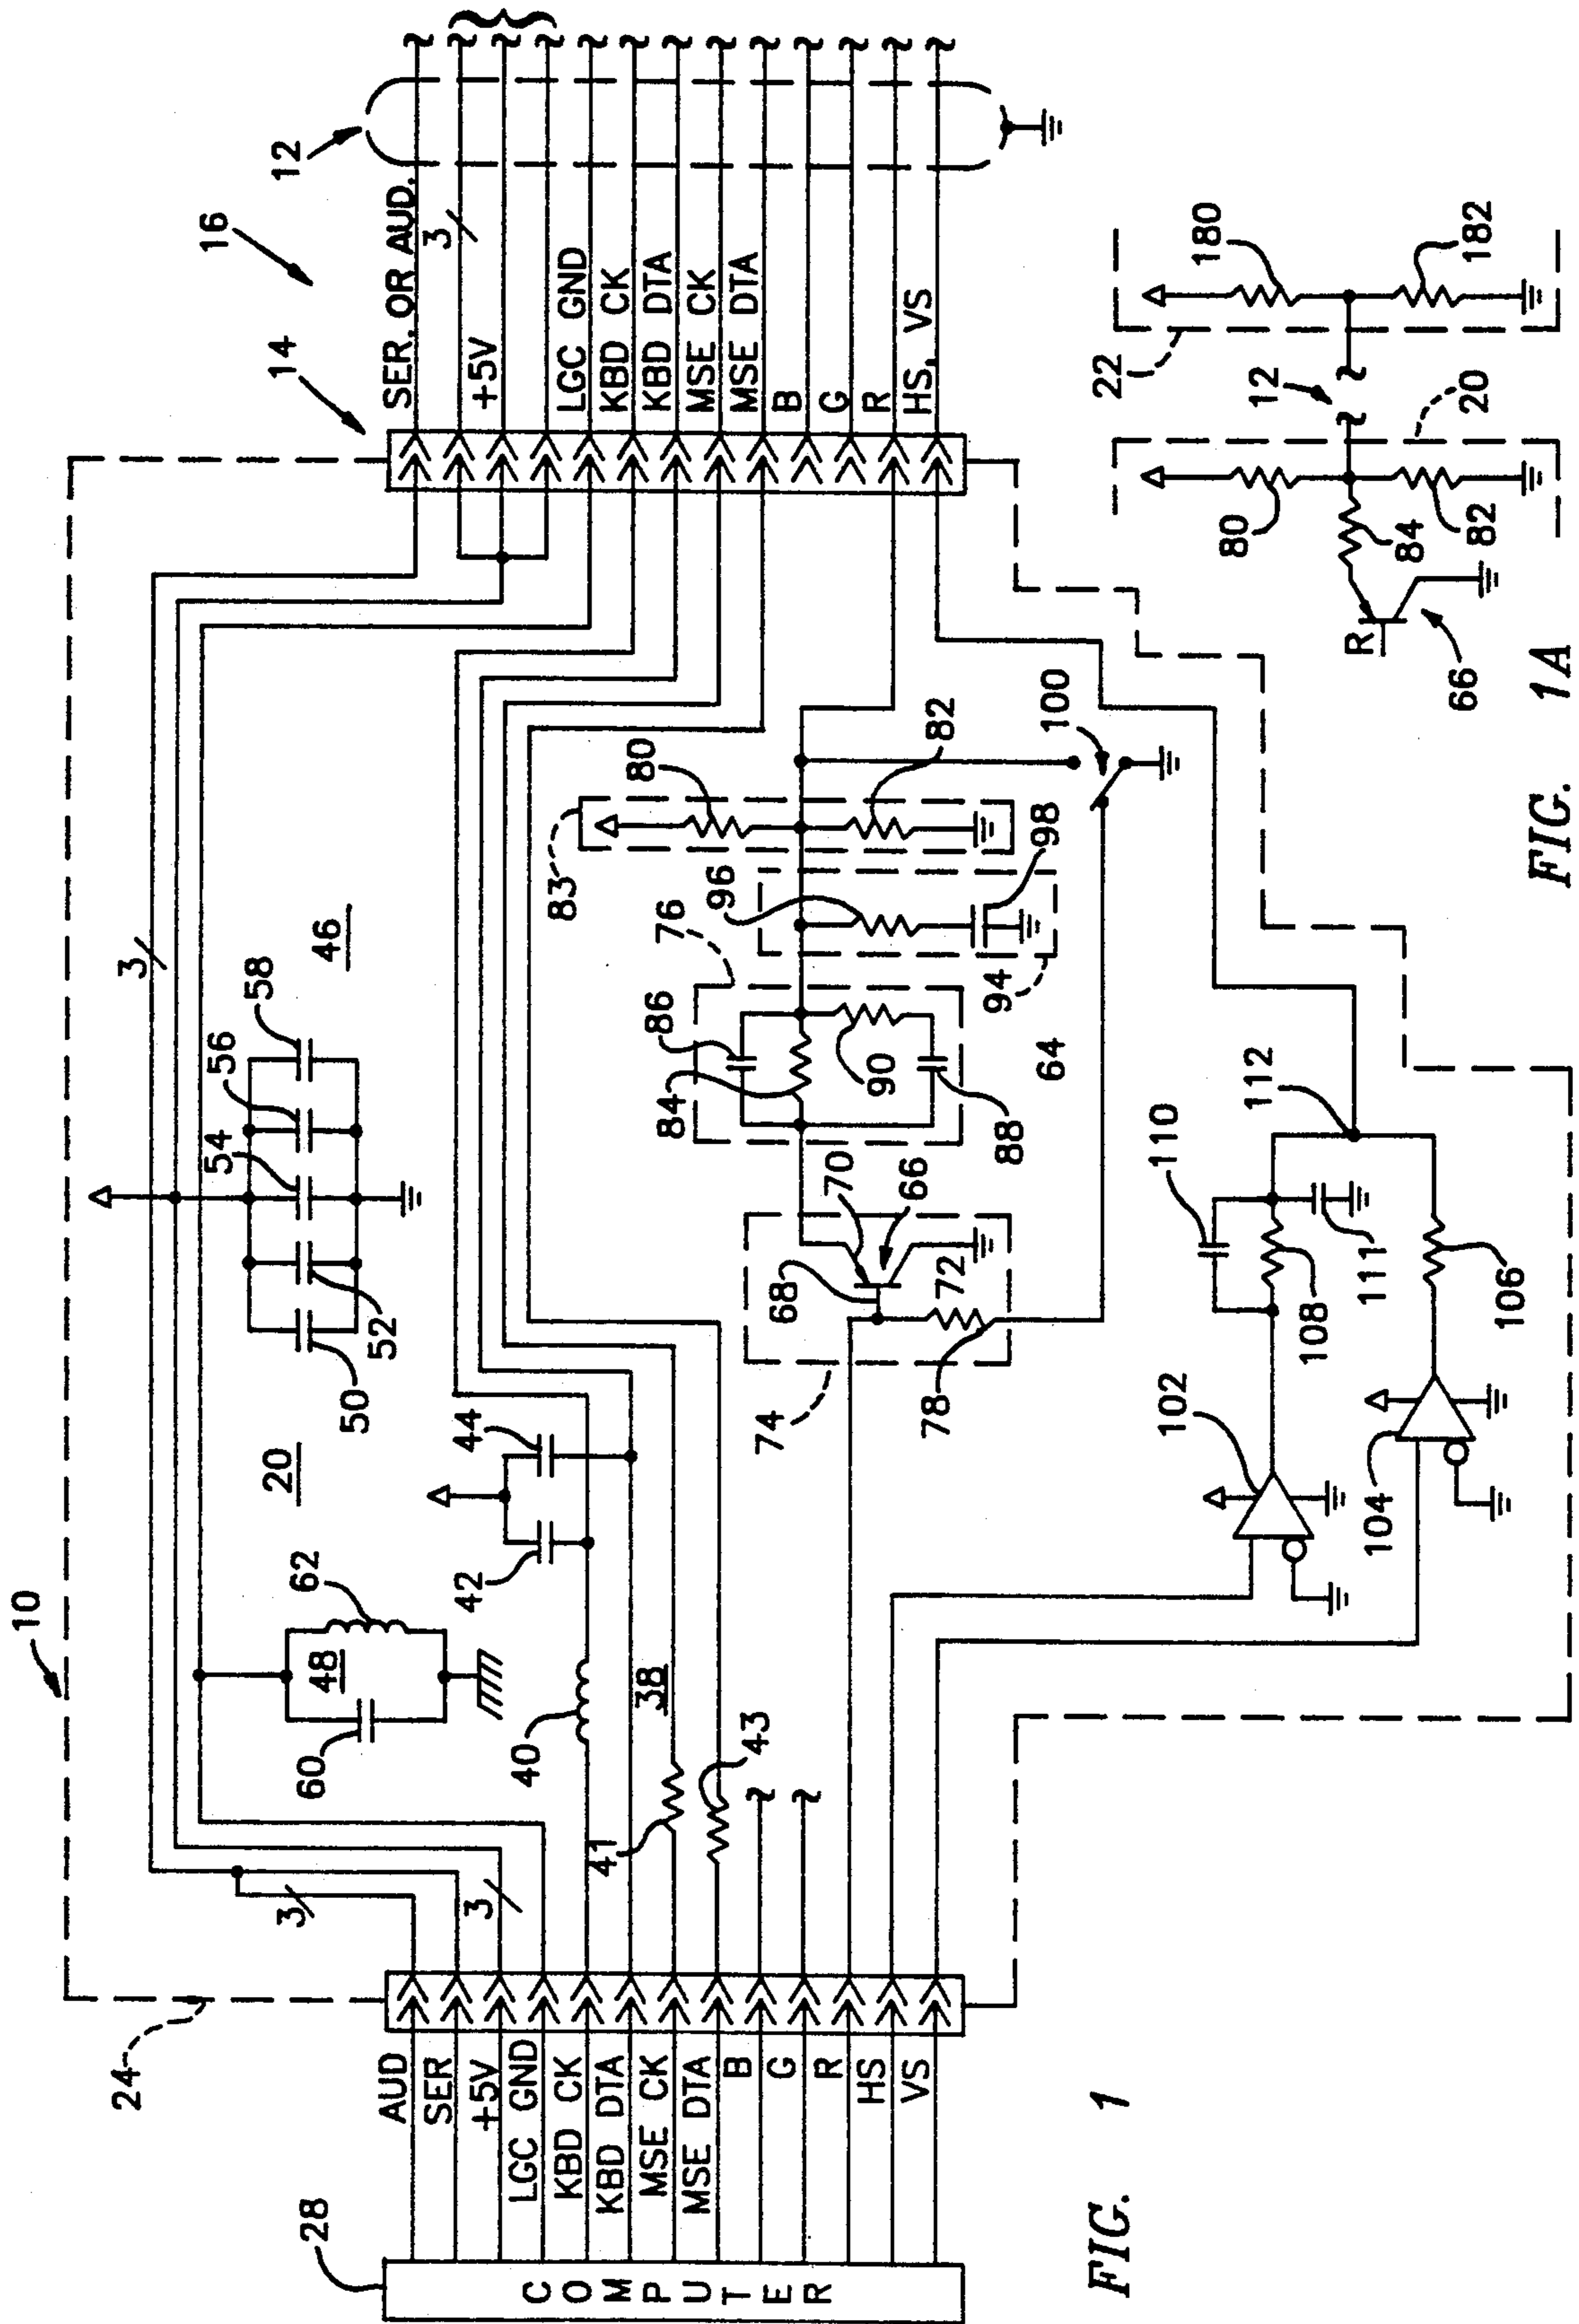 10
24
28
COMPUTER
AUD
SER
+5V
LGC GND
KBD CK
KBD DTA
MSE CK
MSE DTA
B
G
R
HS
VS
3
3
3
60
48
62
20
50
52
54
56
58
46
40
42
44
38
41
43
74
78
68
70
66
72
76
84
86
88
90
64
94
96
98
83
80
82
100
102
104
106
108
110
111
112
14
16
12
SER. OR AUD.
3
+5V
LGC GND
KBD CK
KBD DTA
MSE CK
MSE DTA
B
G
R
HS, VS
FIG. 1
R
66
84
80
82
20
12
22
180
182
FIG. 1A